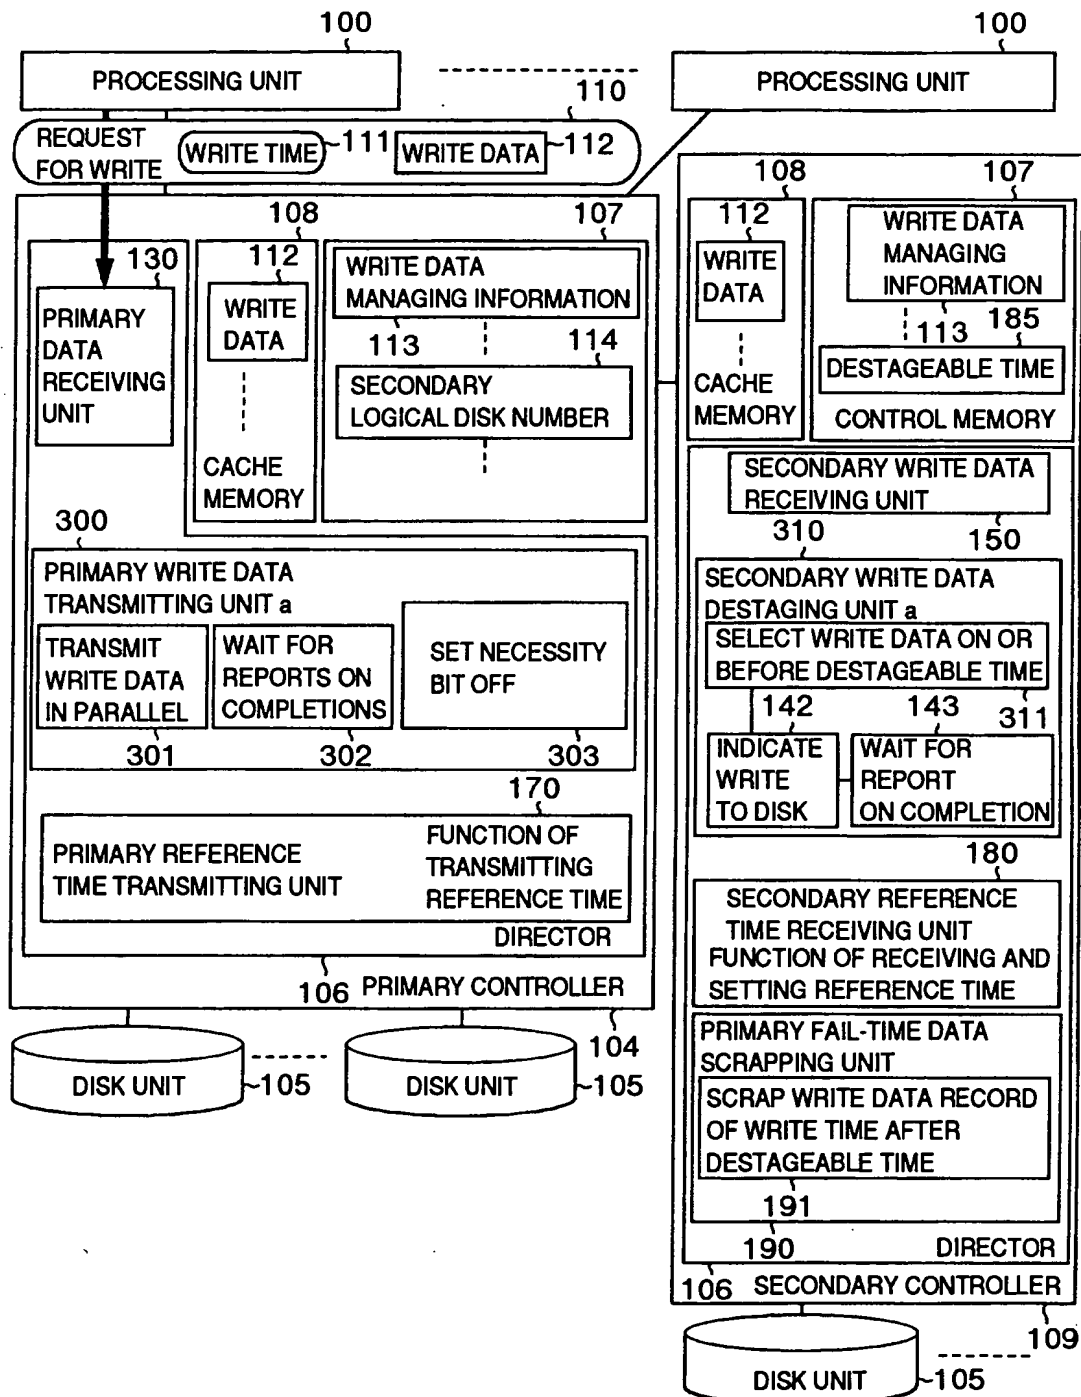 100
PROCESSING UNIT
100
PROCESSING UNIT
110
REQUEST
FOR WRITE
WRITE TIME
111
WRITE DATA
112
130
PRIMARY
DATA
RECEIVING
UNIT
108
112
WRITE
DATA
CACHE
MEMORY
107
WRITE DATA
MANAGING INFORMATION
113
114
SECONDARY
LOGICAL DISK NUMBER
300
PRIMARY WRITE DATA
TRANSMITTING UNIT a
TRANSMIT
WRITE DATA
IN PARALLEL
301
WAIT FOR
REPORTS ON
COMPLETIONS
302
SET NECESSITY
BIT OFF
303
170
PRIMARY REFERENCE
TIME TRANSMITTING UNIT
FUNCTION OF
TRANSMITTING
REFERENCE TIME
DIRECTOR
106
PRIMARY CONTROLLER
104
DISK UNIT
105
DISK UNIT
105
108
112
WRITE
DATA
CACHE
MEMORY
107
WRITE DATA
MANAGING
INFORMATION
113
185
DESTAGEABLE TIME
CONTROL MEMORY
SECONDARY WRITE DATA
RECEIVING UNIT
150
310
SECONDARY WRITE DATA
DESTAGING UNIT a
SELECT WRITE DATA ON OR
BEFORE DESTAGEABLE TIME
311
142
INDICATE
WRITE
TO DISK
143
WAIT FOR
REPORT
ON COMPLETION
180
SECONDARY REFERENCE
TIME RECEIVING UNIT
FUNCTION OF RECEIVING AND
SETTING REFERENCE TIME
PRIMARY FAIL-TIME DATA
SCRAPPING UNIT
SCRAP WRITE DATA RECORD
OF WRITE TIME AFTER
DESTAGEABLE TIME
191
190
DIRECTOR
106
SECONDARY CONTROLLER
109
DISK UNIT
105